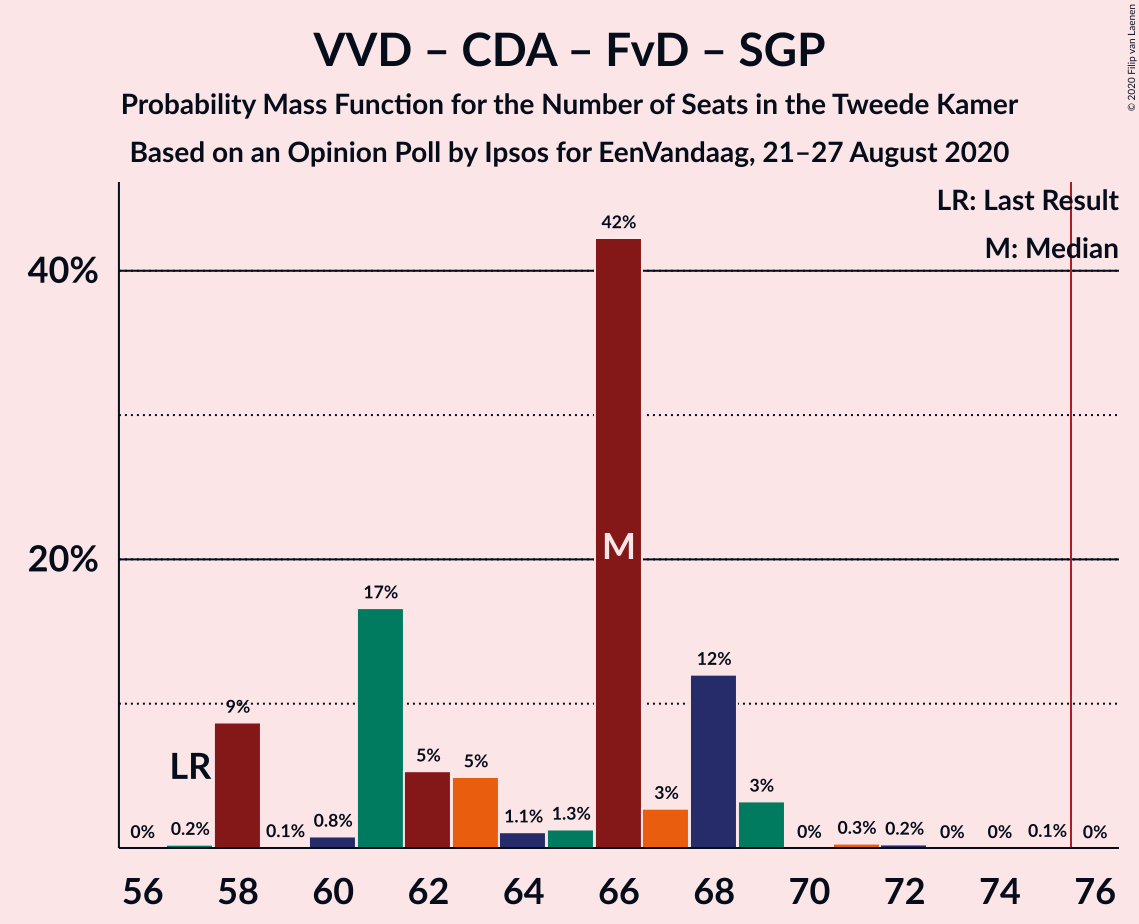 VVD – CDA – FvD – SGP
Probability Mass Function for the Number of Seats in the Tweede Kamer
Based on an Opinion Poll by Ipsos for EenVandaag, 21–27 August 2020
© 2020 Filip van Laenen
LR: Last Result
M: Median
42%
40%
M
20%
17%
12%
9%
LR
5%
5%
3%
3%
0% 0.2% 0.1% 0.8% 1.1% 1.3% 0% 0.3% 0.2% 0% 0% 0.1% 0%
56 58 60 62 64 66 68 70 72 74 76